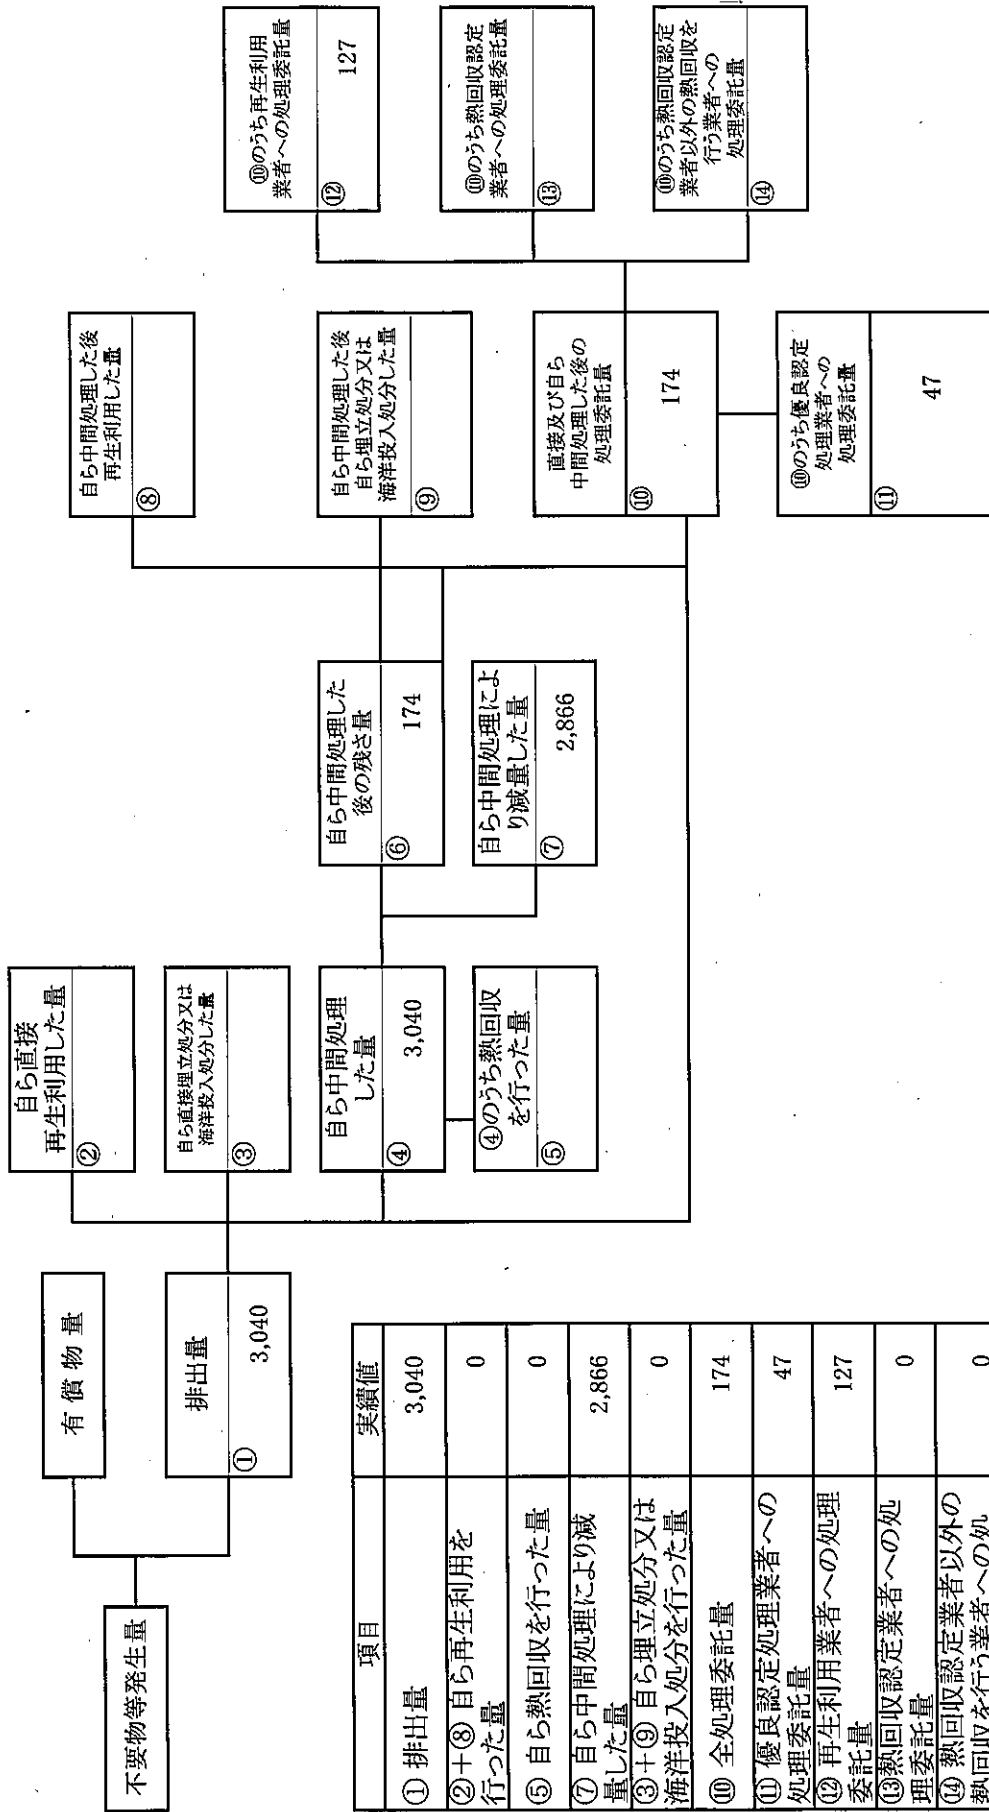 不要物等発生量
有 償 物 量
排出量
①
3,040
自ら直接
再生利用した量
②
自ら直接埋立処分又は
海洋投入処分した量
③
自ら中間処理
した量
④
3,040
④のうち熱回収
を行った量
⑤
自ら中間処理した
後の残さ量
⑥
174
自ら中間処理によ
り減量した量
⑦
2,866
自ら中間処理した後
再生利用した量
⑧
自ら中間処理した後
自ら埋立処分又は
海洋投入処分した量
⑨
直接及び自ら
中間処理した後の
処理委託量
⑩
174
⑩のうち優良認定
処理業者への
処理委託量
⑪
47
⑩のうち再生利用
業者への処理委託量
⑫
127
⑩のうち熱回収認定
業者への処理委託量
⑬
⑩のうち熱回収認定
業者以外の熱回収を
行う業者への
処理委託量
⑭
項目 実績値
① 排出量 3,040
②+⑧ 自ら再生利用を
行った量 0
⑤ 自ら熱回収を行った量 0
⑦ 自ら中間処理により減
量した量 2,866
③+⑨ 自ら埋立処分又は
海洋投入処分を行った量 0
⑩ 全処理委託量 174
⑪ 優良認定処理業者への
処理委託量 47
⑫ 再生利用業者への処理
委託量 127
⑬熱回収認定業者への処
理委託量 0
⑭ 熱回収認定業者以外の
熱回収を行う業者への処 0